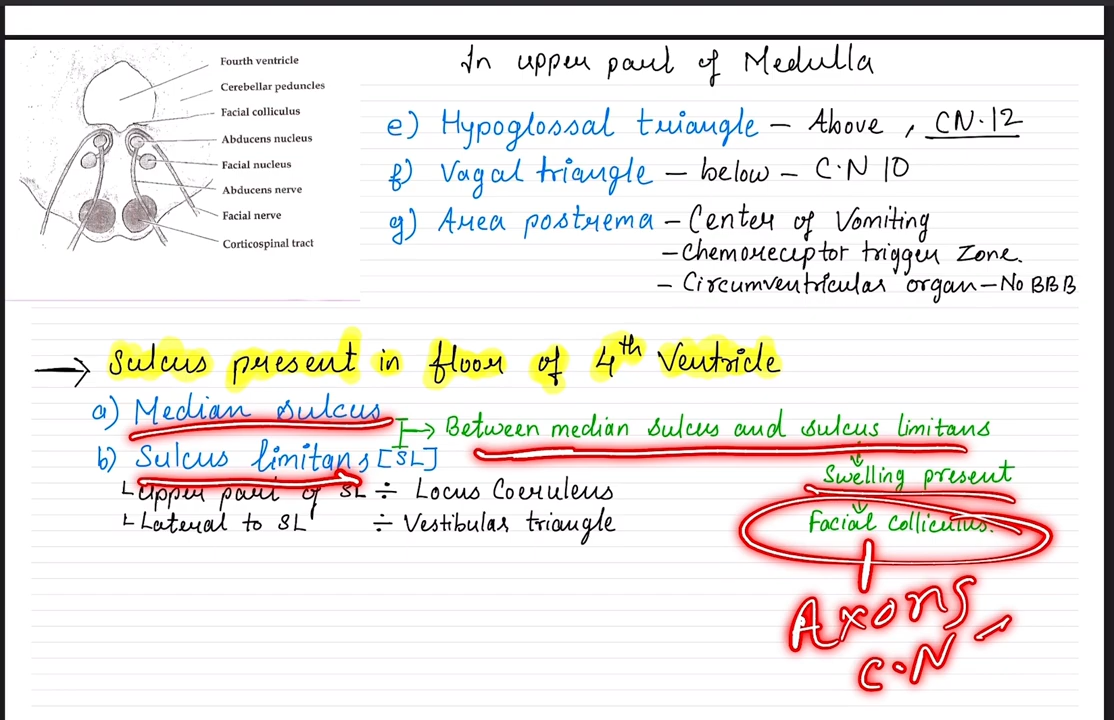 Fourth ventricle
Cerebellar peduncles
Facial colliculus
Abducens nucleus
Facial nucleus
Abducens nerve
Facial nerve
Corticospinal tract
In upper part of Medulla
e) Hypoglossal triangle - Above , CN.12
f) Vagal triangle - below - C.N 10
g) Area postrema - Center of Vomiting
- Chemoreceptor trigger Zone.
- Circumventricular organ - No BBB
→ Sulcus present in floor of 4th Ventricle
a) Median sulcus
→ Between median sulcus and sulcus limitans
b) Sulcus limitans [SL]
Swelling present
Upper part of SL ÷ Locus Coeruleus
Facial colliculus.
Lateral to SL ÷ Vestibular triangle
Axons
C.N